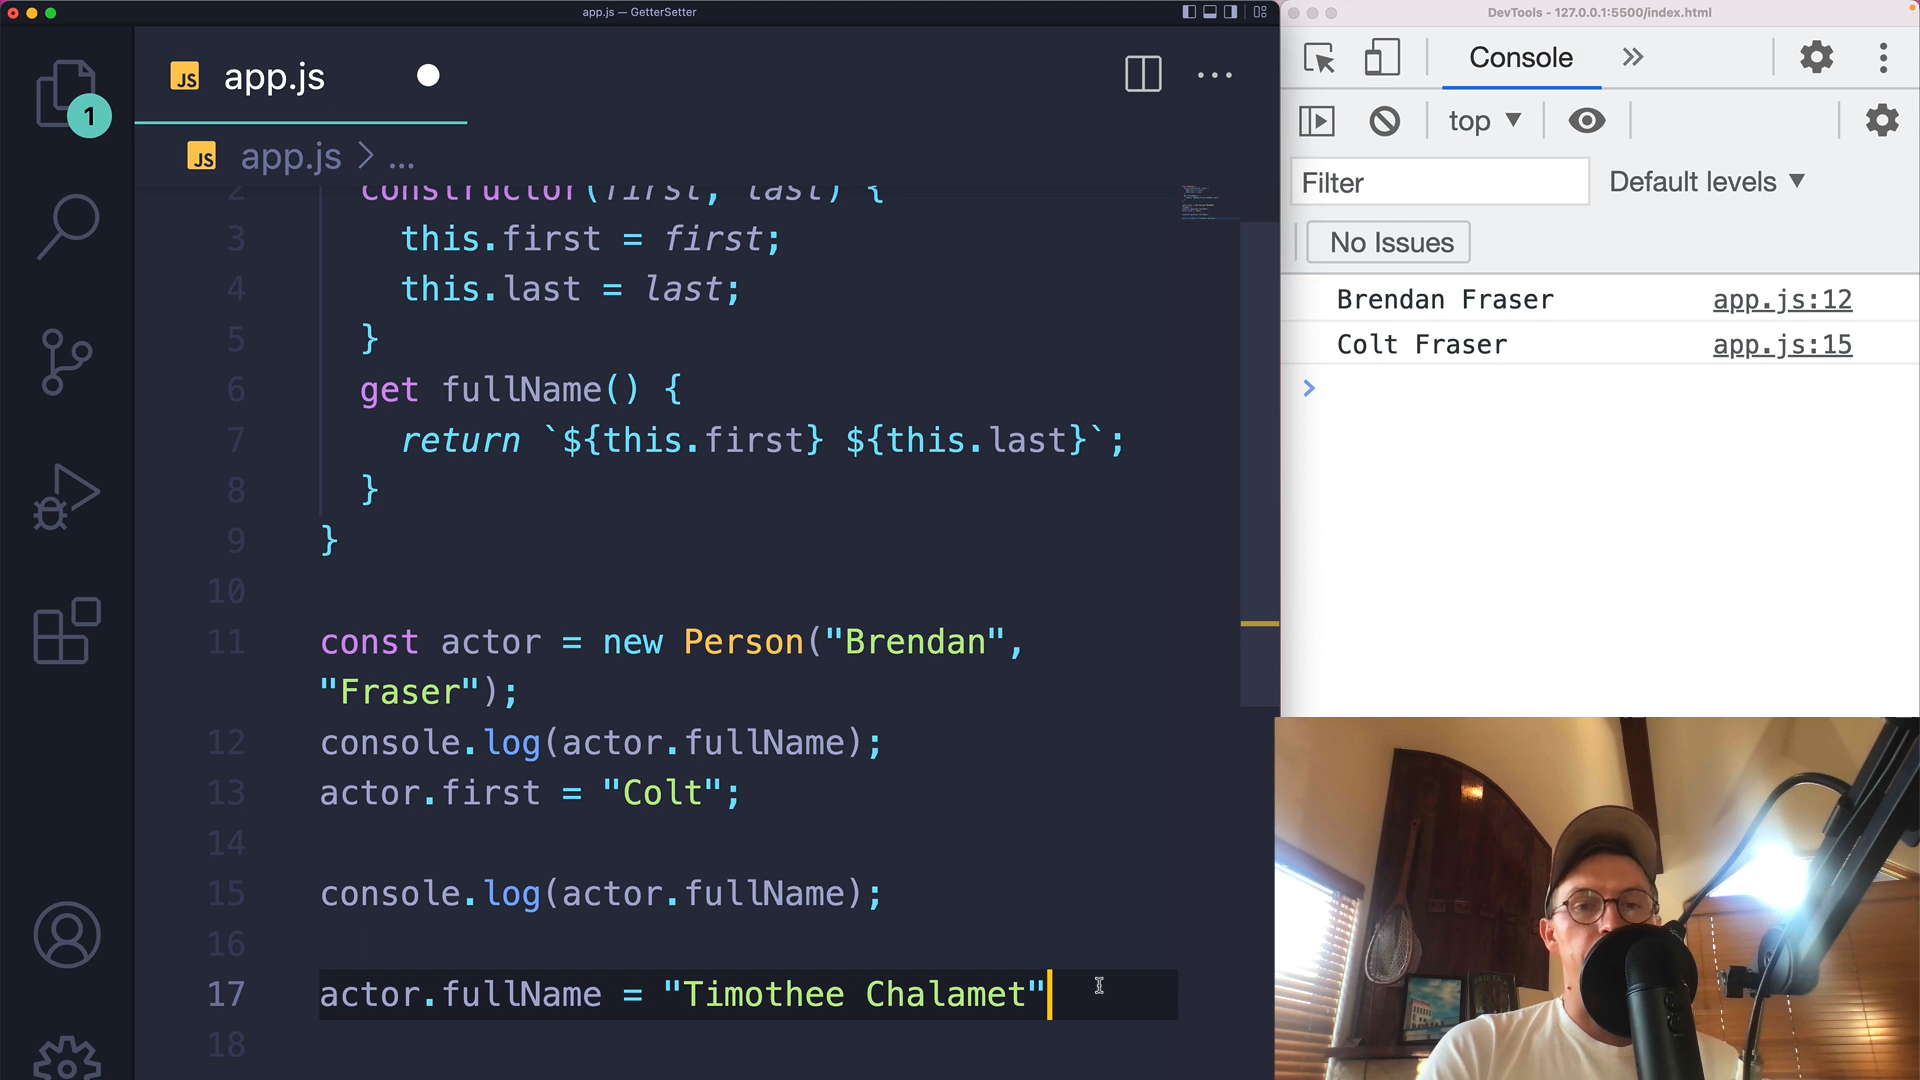 app.js — GetterSetter
JS app.js
1
JS app.js > ...
2 constructor(first, last) {
3 this.first = first;
4 this.last = last;
5 }
6 get fullName() {
7 return `${this.first} ${this.last}`;
8 }
9 }
10
11 const actor = new Person("Brendan",
"Fraser");
12 console.log(actor.fullName);
13 actor.first = "Colt";
14
15 console.log(actor.fullName);
16
17 actor.fullName = "Timothee Chalamet"
18
DevTools - 127.0.0.1:5500/index.html
Console »
top ▼
Filter Default levels ▼
No Issues
Brendan Fraser app.js:12
Colt Fraser app.js:15
>